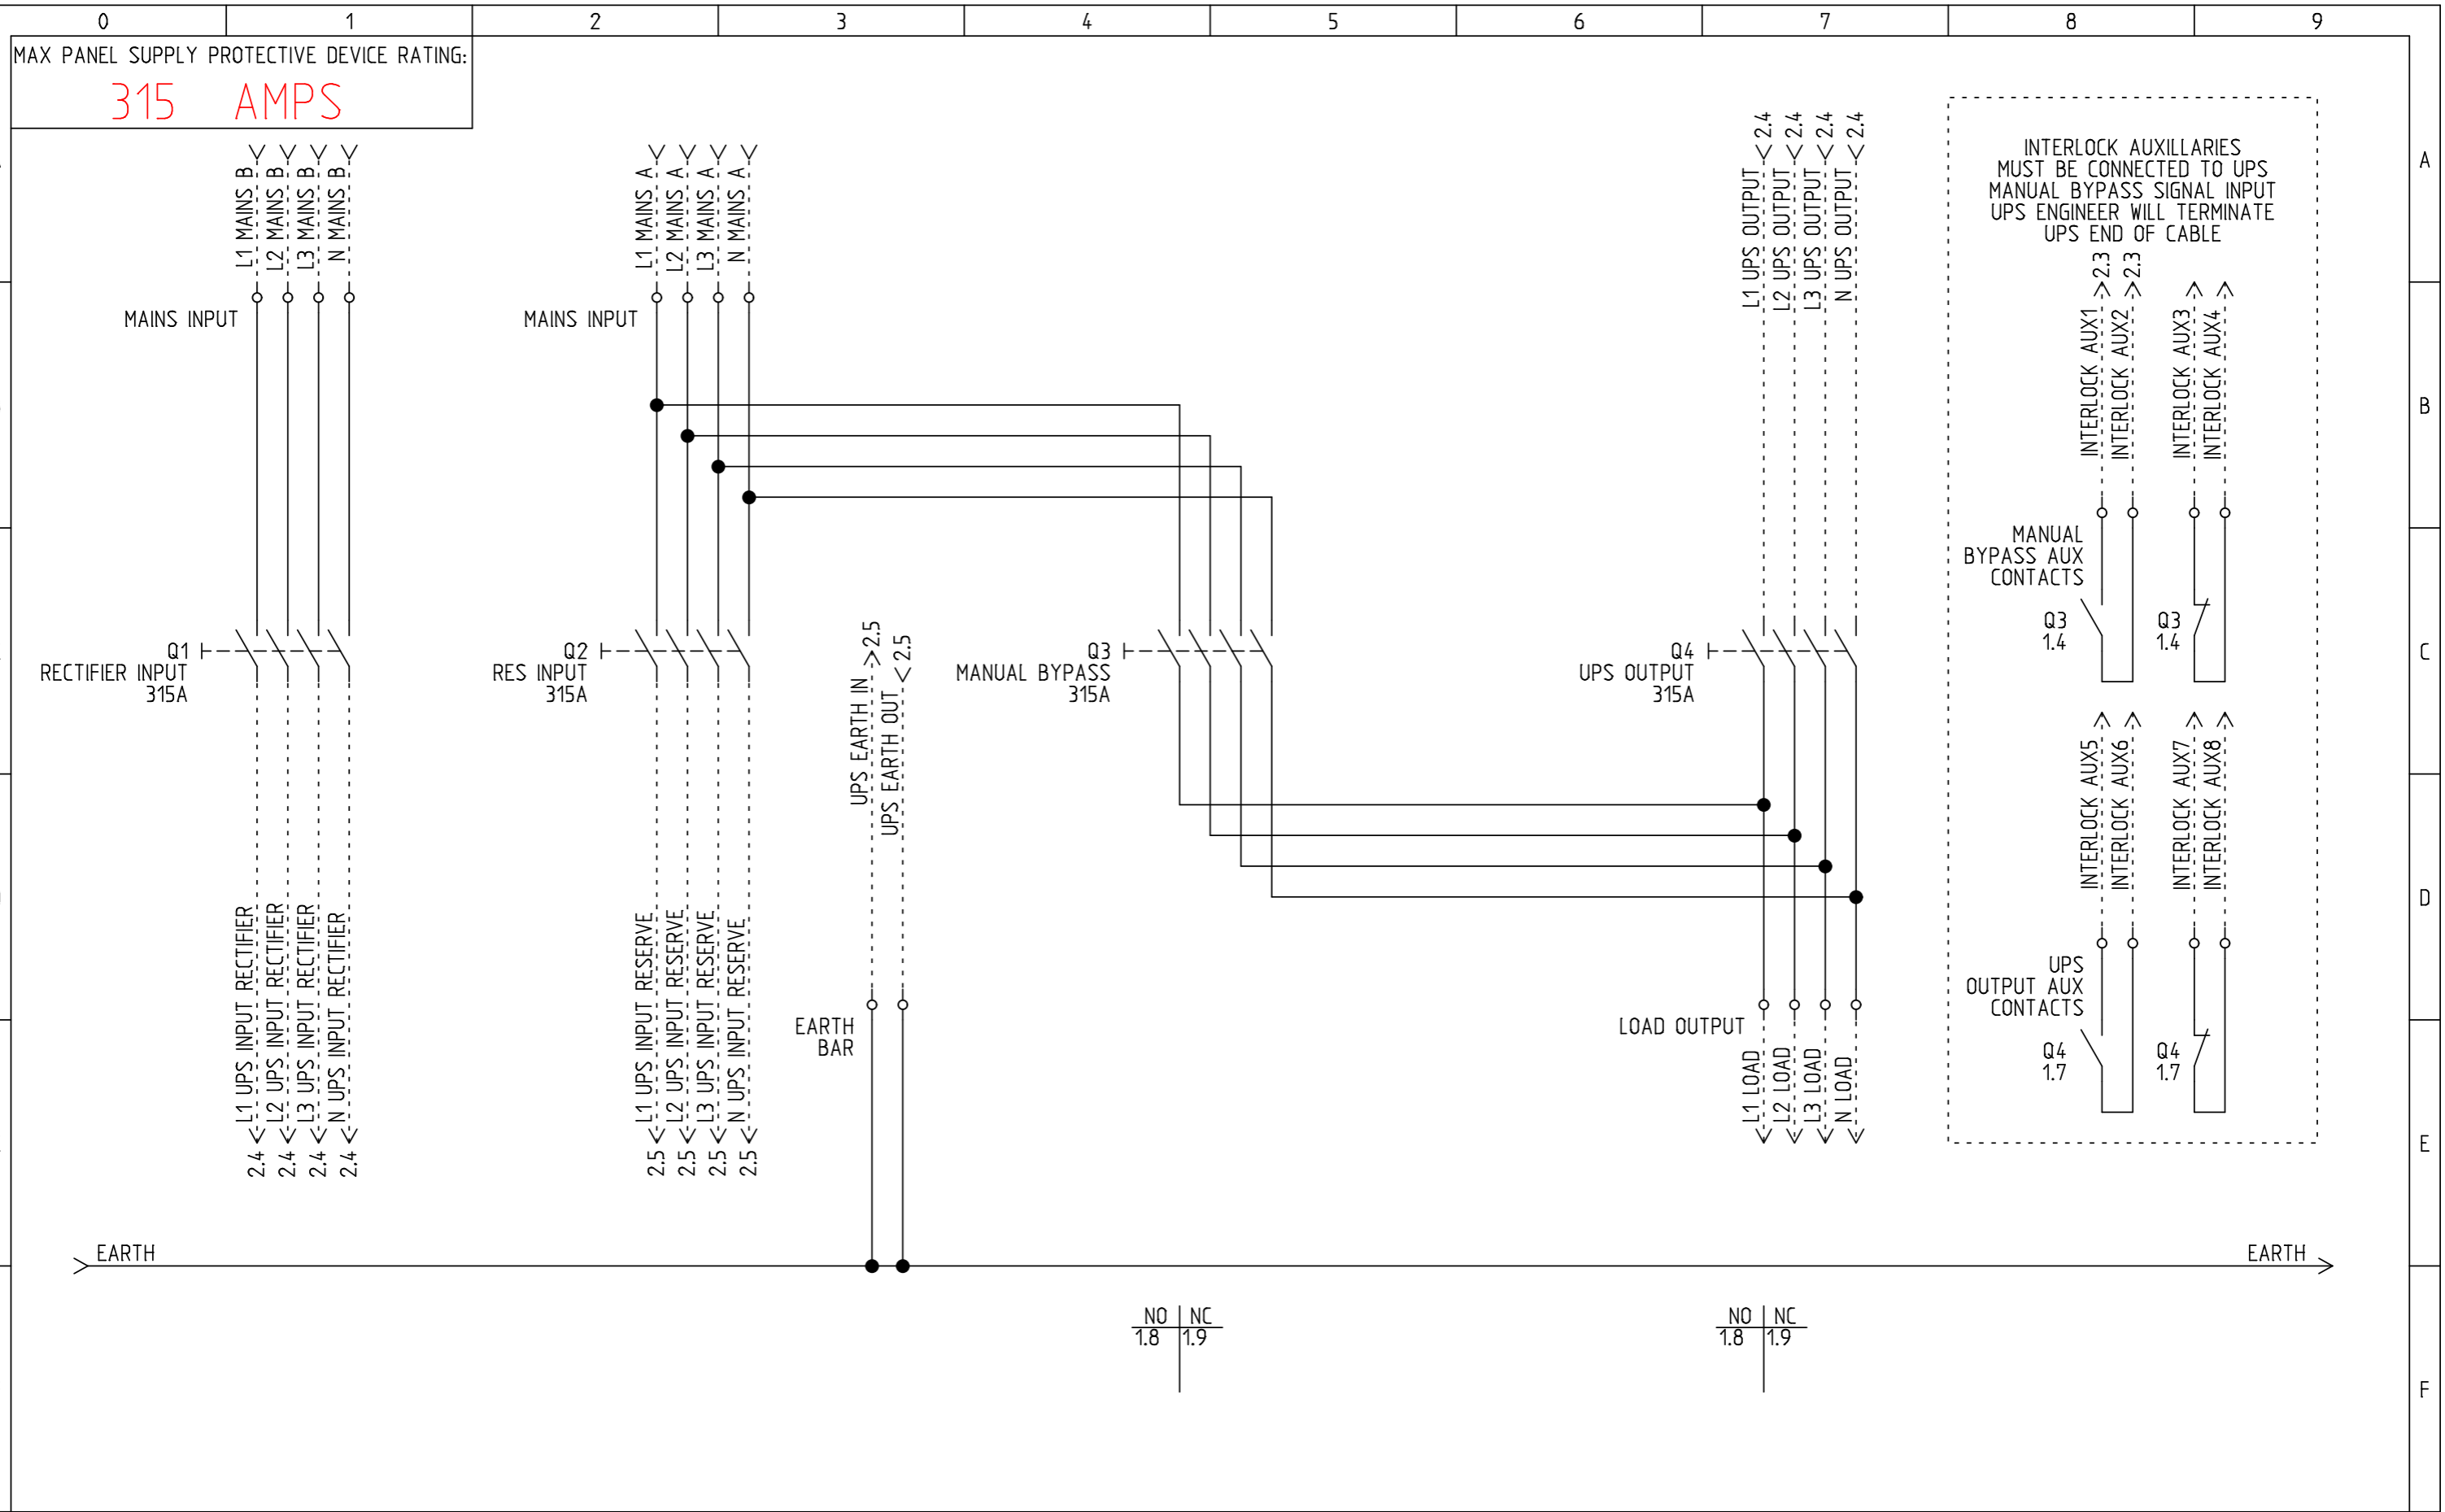 0 1 2 3 4 5 6 7 8 9
MAX PANEL SUPPLY PROTECTIVE DEVICE RATING:
315 AMPS
A
B
C
D
E
F
L1 MAINS B
L2 MAINS B
L3 MAINS B
N MAINS B
MAINS INPUT
Q1
RECTIFIER INPUT
315A
L1 UPS INPUT RECTIFIER
L2 UPS INPUT RECTIFIER
L3 UPS INPUT RECTIFIER
N UPS INPUT RECTIFIER
2.4
2.4
2.4
2.4
L1 MAINS A
L2 MAINS A
L3 MAINS A
N MAINS A
MAINS INPUT
Q2
RES INPUT
315A
L1 UPS INPUT RESERVE
L2 UPS INPUT RESERVE
L3 UPS INPUT RESERVE
N UPS INPUT RESERVE
2.5
2.5
2.5
2.5
UPS EARTH IN
2.5
UPS EARTH OUT
2.5
EARTH
BAR
Q3
MANUAL BYPASS
315A
2.4
2.4
2.4
2.4
L1 UPS OUTPUT
L2 UPS OUTPUT
L3 UPS OUTPUT
N UPS OUTPUT
Q4
UPS OUTPUT
315A
LOAD OUTPUT
L1 LOAD
L2 LOAD
L3 LOAD
N LOAD
INTERLOCK AUXILLARIES
MUST BE CONNECTED TO UPS
MANUAL BYPASS SIGNAL INPUT
UPS ENGINEER WILL TERMINATE
UPS END OF CABLE
2.3
2.3
INTERLOCK AUX1
INTERLOCK AUX2
INTERLOCK AUX3
INTERLOCK AUX4
MANUAL
BYPASS AUX
CONTACTS
Q3
1.4
Q3
1.4
INTERLOCK AUX5
INTERLOCK AUX6
INTERLOCK AUX7
INTERLOCK AUX8
UPS
OUTPUT AUX
CONTACTS
Q4
1.7
Q4
1.7
EARTH
EARTH
NO NC
1.8 1.9
NO NC
1.8 1.9